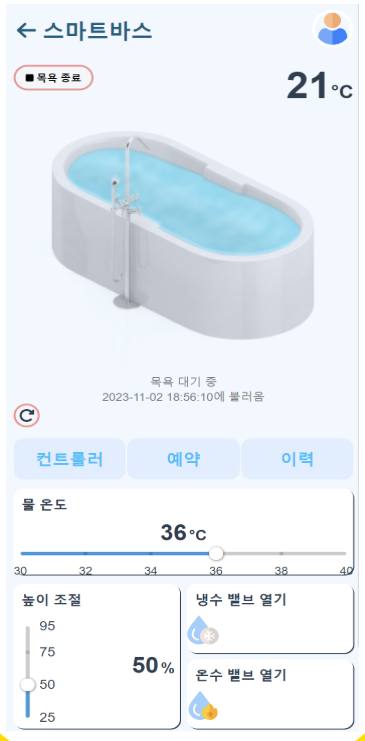 ← 스마트바스
■ 목욕 종료
21°C
목욕 대기 중
2023-11-02 18:56:10에 불러옴
컨트롤러 예약 이력
물 온도
36°C
30 32 34 36 38 40
높이 조절
95
75
50
25
50%
냉수 밸브 열기
온수 밸브 열기